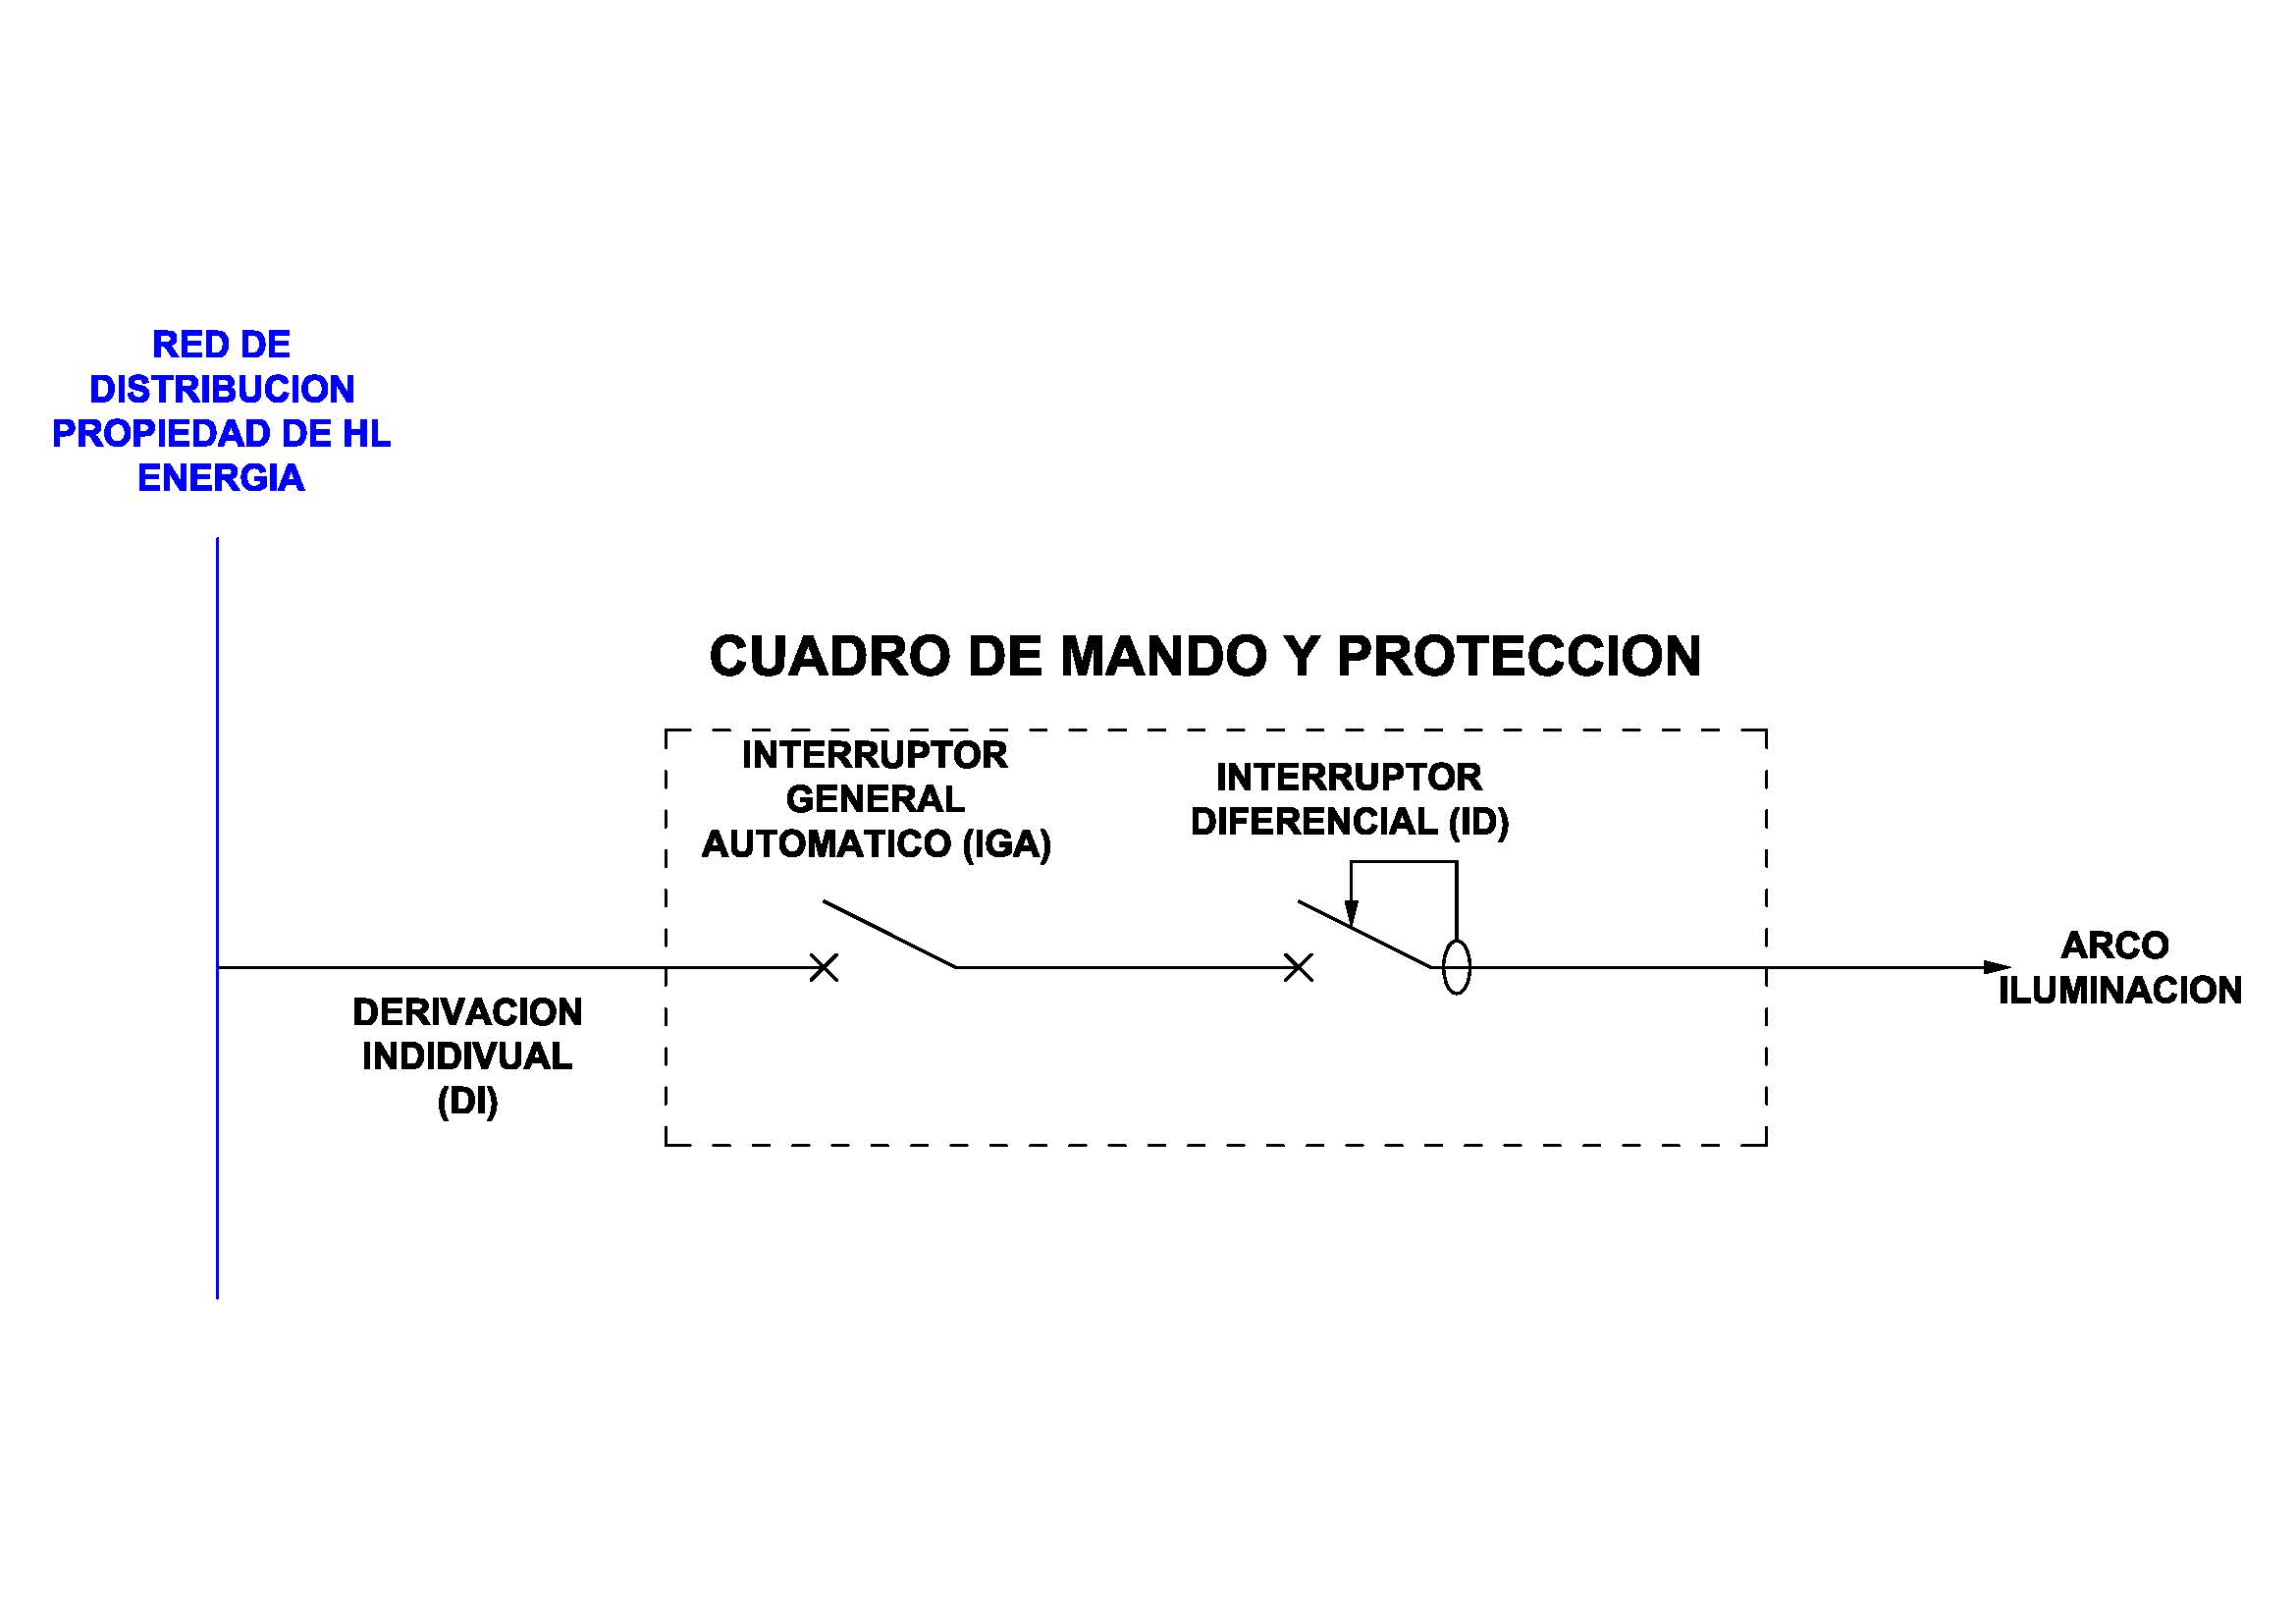 RED DE
DISTRIBUCION
PROPIEDAD DE HL
ENERGIA
CUADRO DE MANDO Y PROTECCION
INTERRUPTOR
GENERAL
AUTOMATICO (IGA)
INTERRUPTOR
DIFERENCIAL (ID)
DERIVACION
INDIDIVUAL
(DI)
ARCO
ILUMINACION